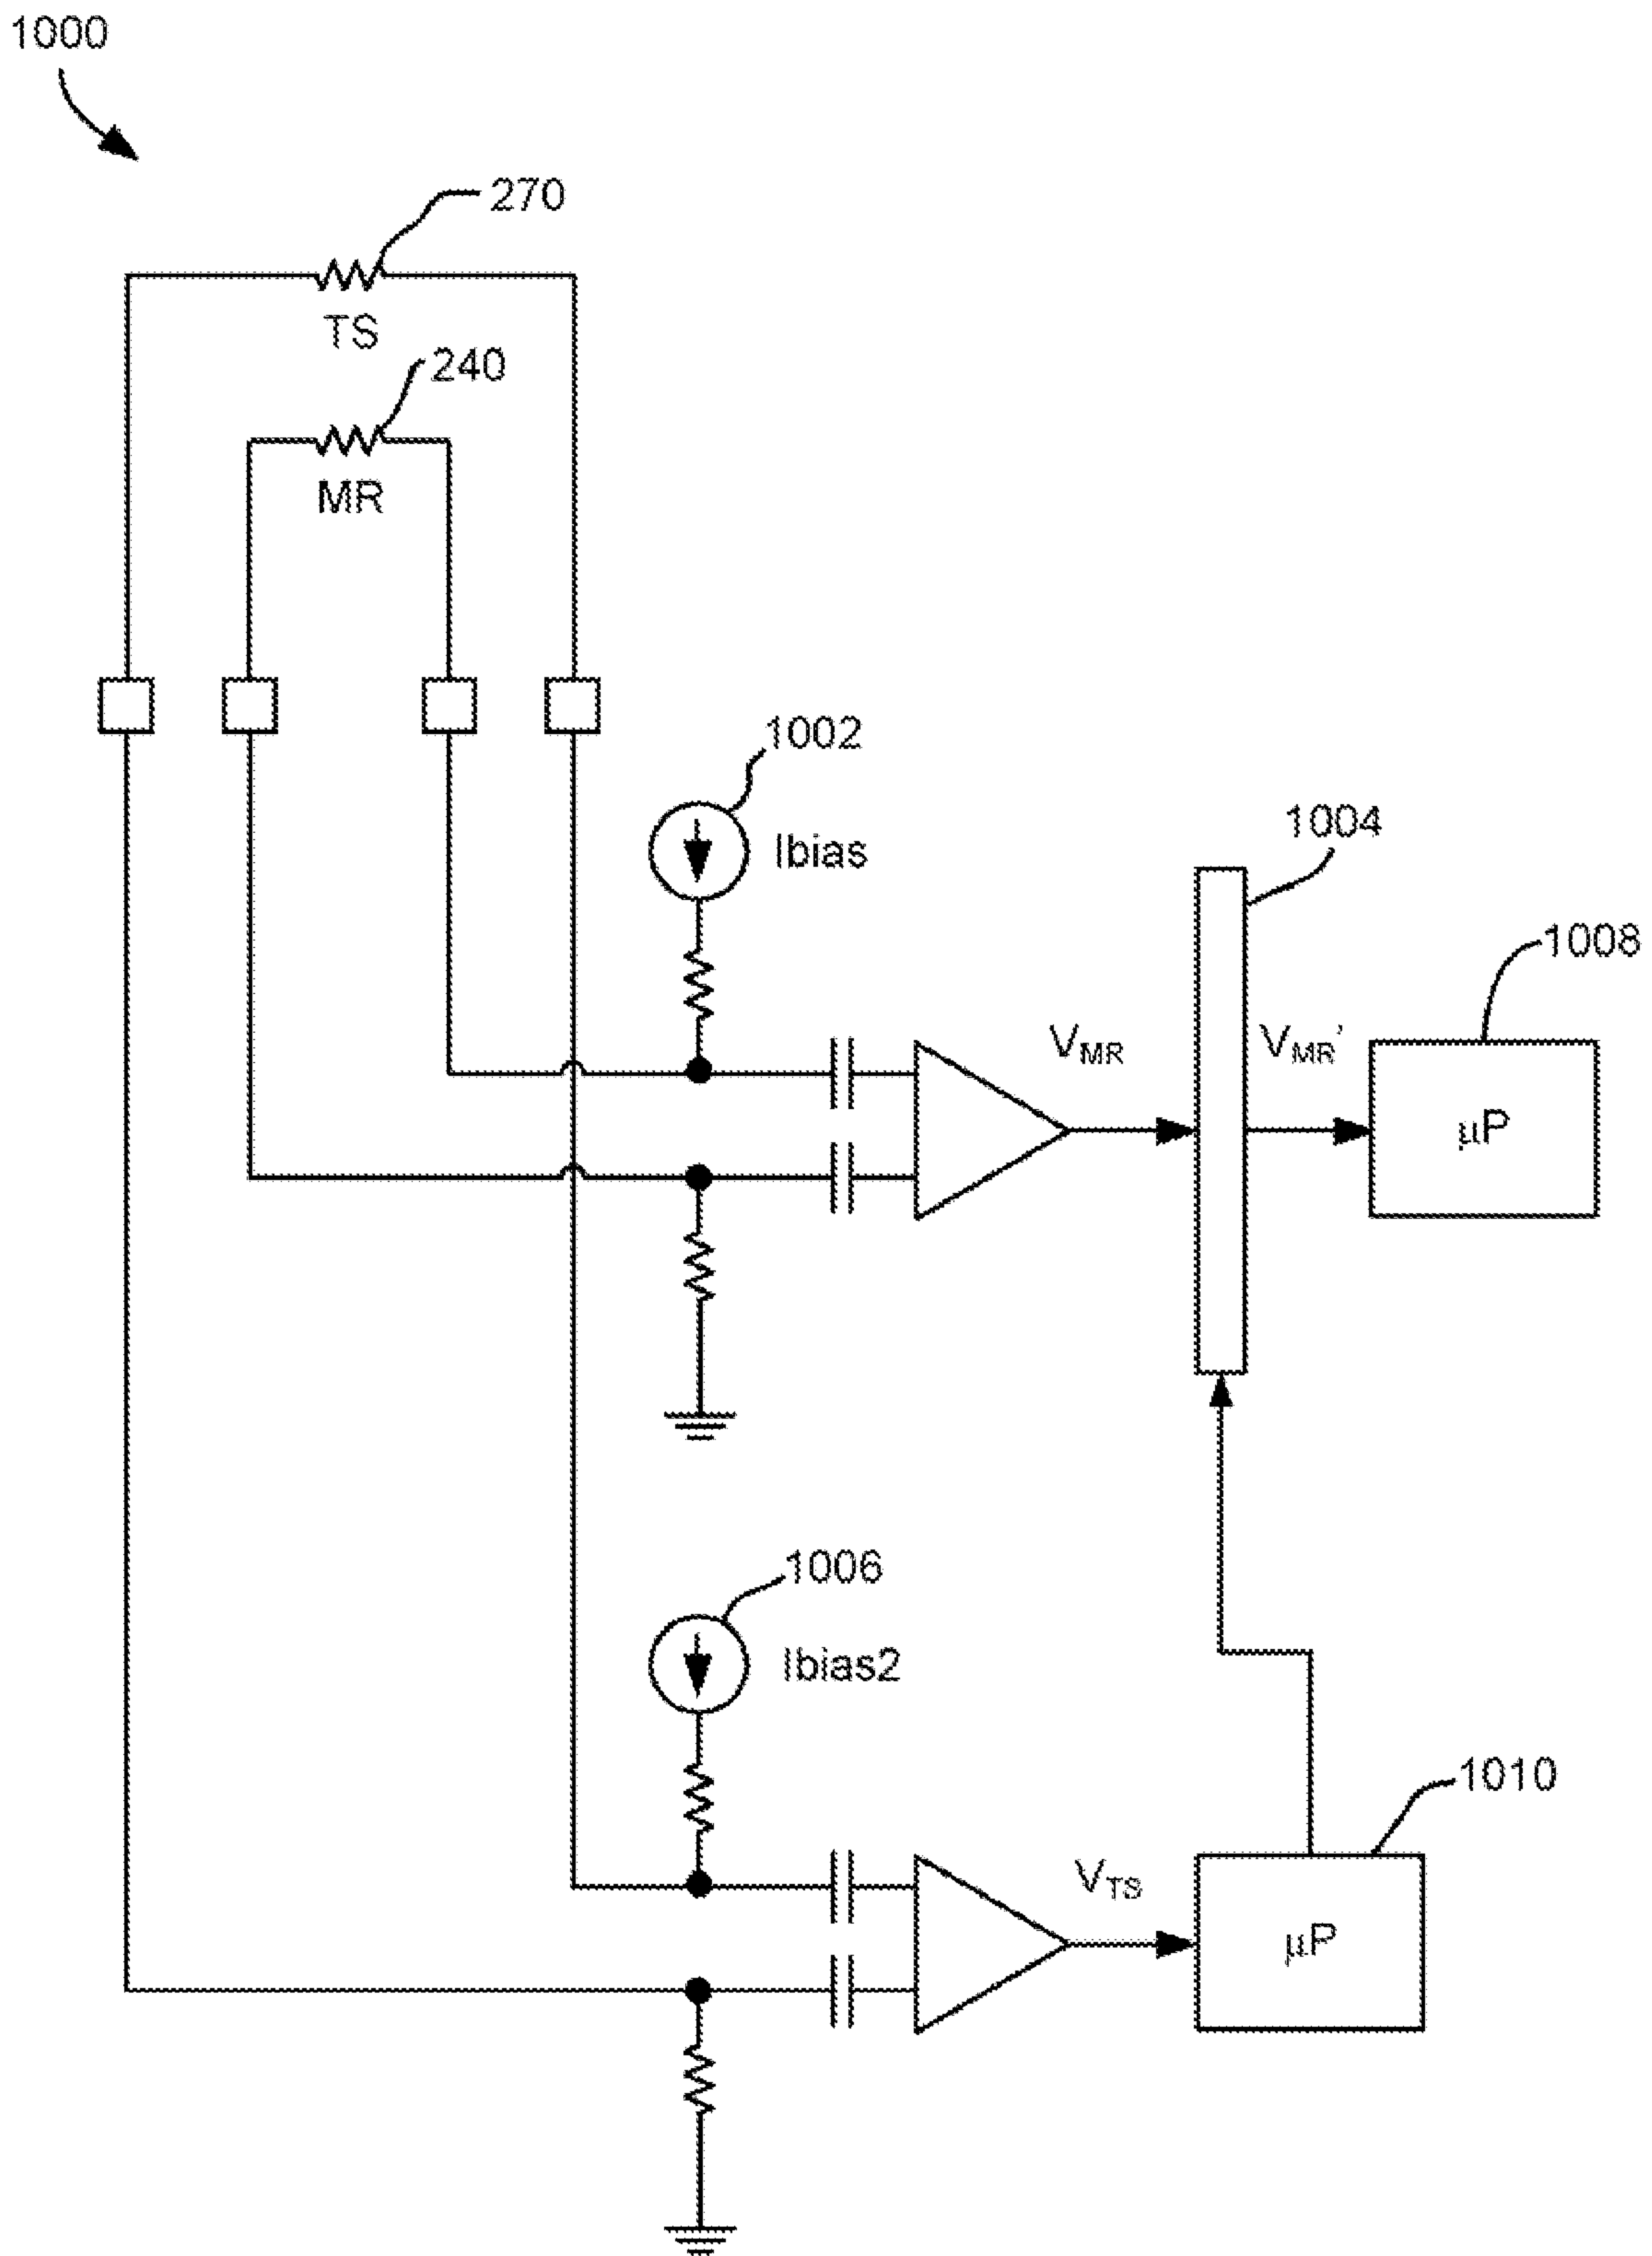 1000
270
TS
240
MR
1002
Ibias
1004
1008
VMR
VMR'
µP
1006
Ibias2
1010
VTS
µP